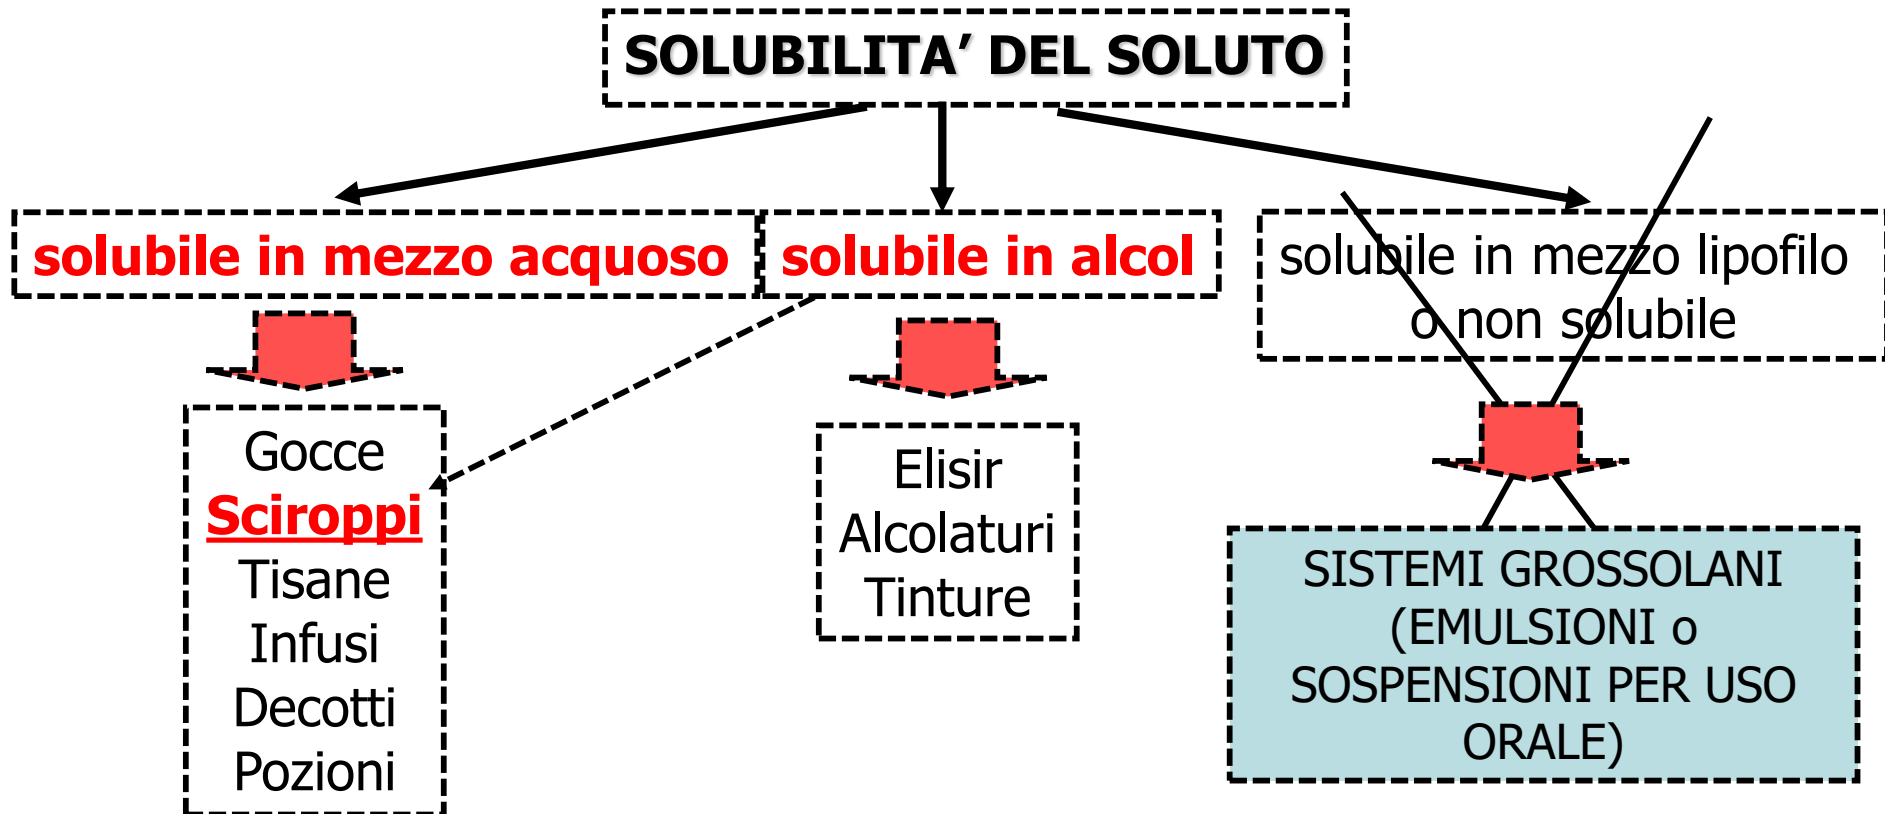 SOLUBILITA’ DEL SOLUTO
solubile in mezzo acquoso
solubile in alcol
solubile in mezzo lipofilo
o non solubile
Gocce
Sciroppi
Tisane
Infusi
Decotti
Pozioni
Elisir
Alcolaturi
Tinture
SISTEMI GROSSOLANI
(EMULSIONI o
SOSPENSIONI PER USO
ORALE)